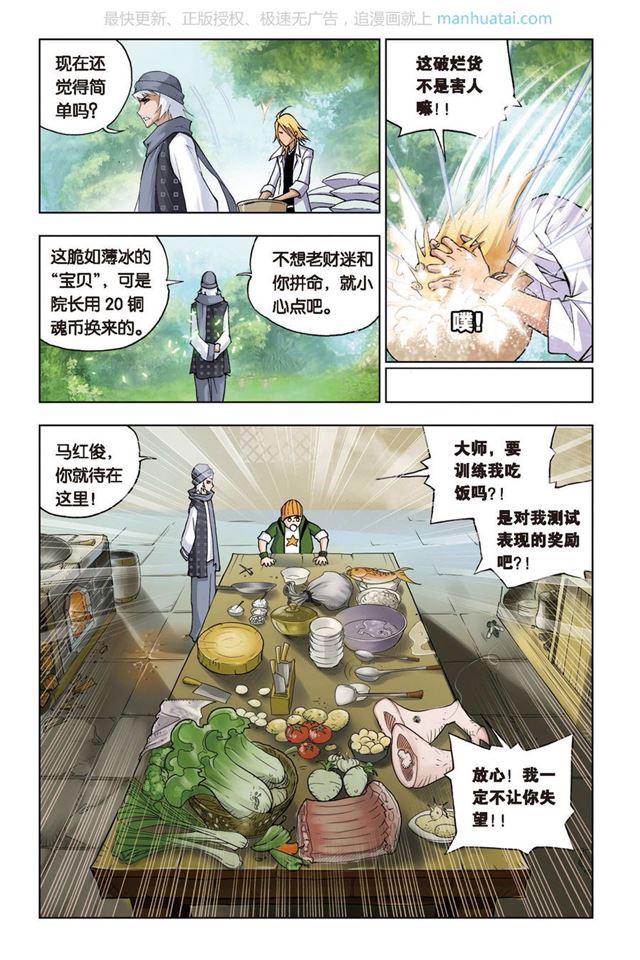 最快更新、正版授权、极速无广告，追漫画就上 manhuatai.com
现在还
觉得简
单吗？
这破烂货
不是害人
嘛！！
噗！
这脆如薄冰的
“宝贝”，可是
院长用 20 铜
魂币换来的。
不想老财迷和
你拼命，就小
心点吧。
马红俊，
你就待在
这里！
大师，要
训练我吃
饭吗？！
是对我测试
表现的奖励
吧？！
放心！我一
定不让你失
望！！